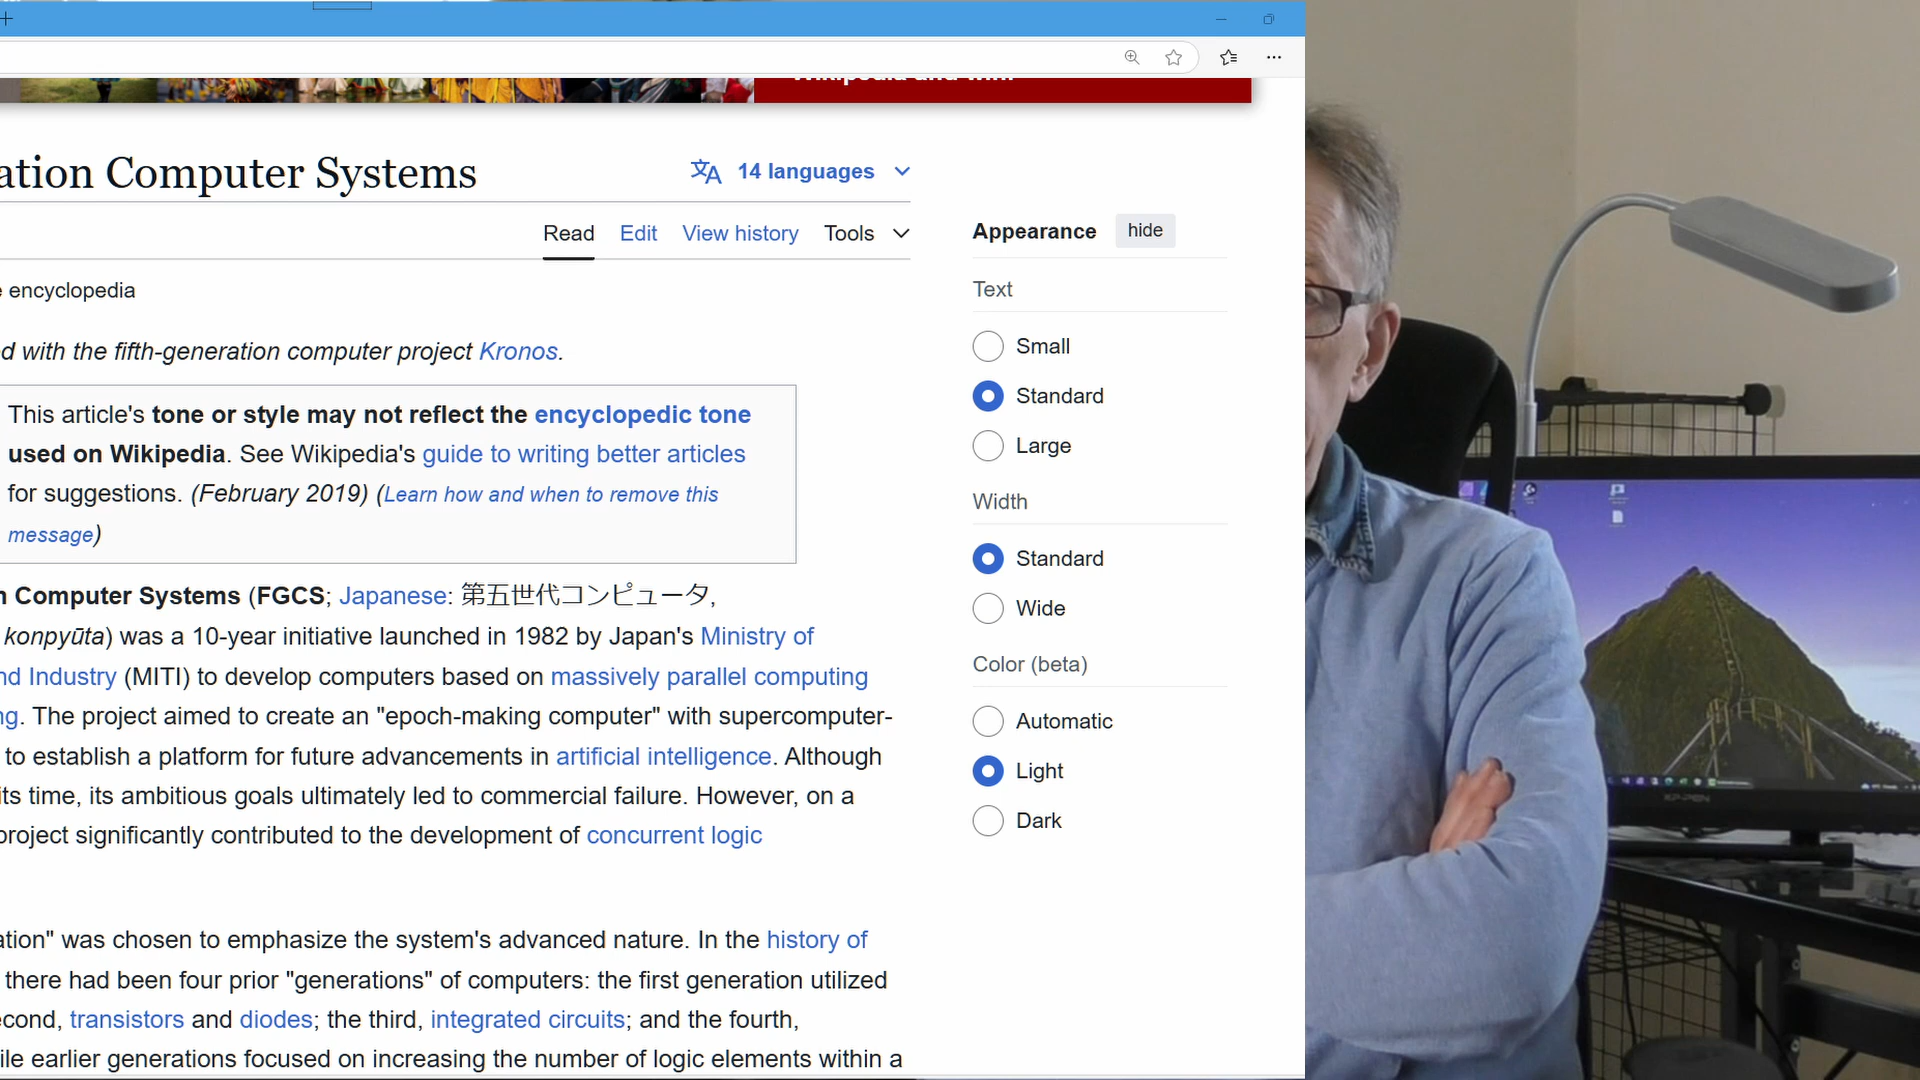 ation Computer Systems
14 languages
Read Edit View history Tools
encyclopedia
d with the fifth-generation computer project Kronos.
This article's tone or style may not reflect the encyclopedic tone
used on Wikipedia. See Wikipedia's guide to writing better articles
for suggestions. (February 2019) (Learn how and when to remove this
message)
n Computer Systems (FGCS; Japanese: 第五世代コンピュータ,
konpyūta) was a 10-year initiative launched in 1982 by Japan's Ministry of
nd Industry (MITI) to develop computers based on massively parallel computing
ng. The project aimed to create an "epoch-making computer" with supercomputer-
to establish a platform for future advancements in artificial intelligence. Although
its time, its ambitious goals ultimately led to commercial failure. However, on a
project significantly contributed to the development of concurrent logic
ation" was chosen to emphasize the system's advanced nature. In the history of
there had been four prior "generations" of computers: the first generation utilized
econd, transistors and diodes; the third, integrated circuits; and the fourth,
ile earlier generations focused on increasing the number of logic elements within a
Appearance hide
Text
Small
Standard
Large
Width
Standard
Wide
Color (beta)
Automatic
Light
Dark
XP-PEN